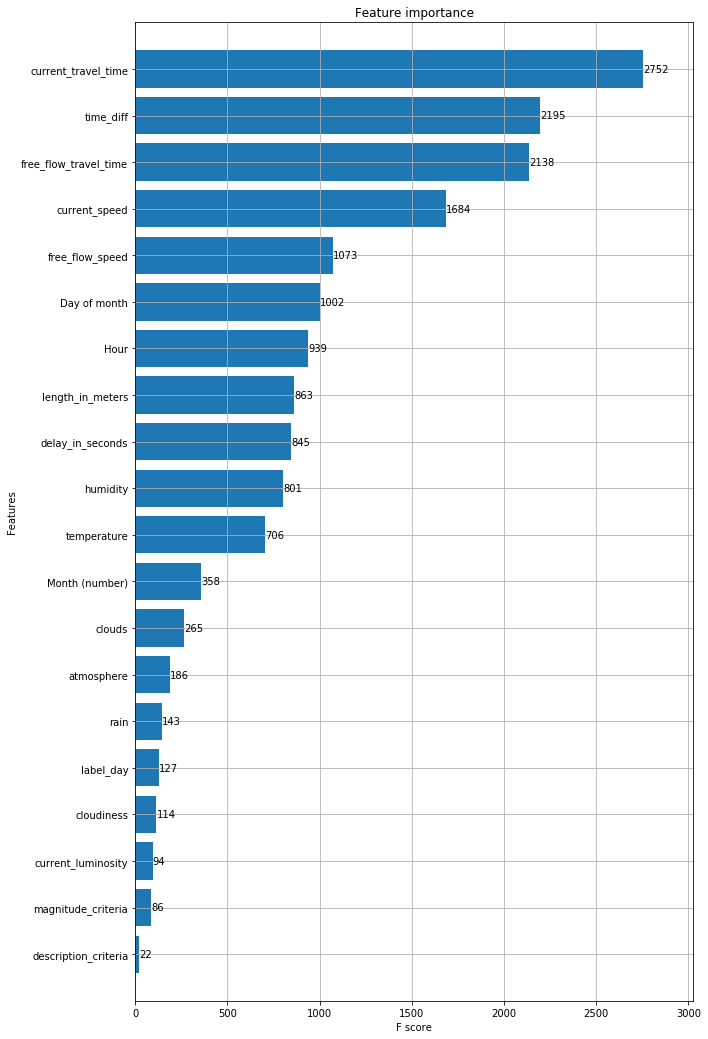 Feature importance
current_travel_time 2752
time_diff 2195
free_flow_travel_time 2138
current_speed 1684
free_flow_speed 1073
Day of month 1002
Hour 939
length_in_meters 863
delay_in_seconds 845
humidity 801
temperature 706
Month (number) 358
clouds 265
atmosphere 186
rain 143
label_day 127
cloudiness 114
current_luminosity 94
magnitude_criteria 86
description_criteria 22
Features
0 500 1000 1500 2000 2500 3000
F score